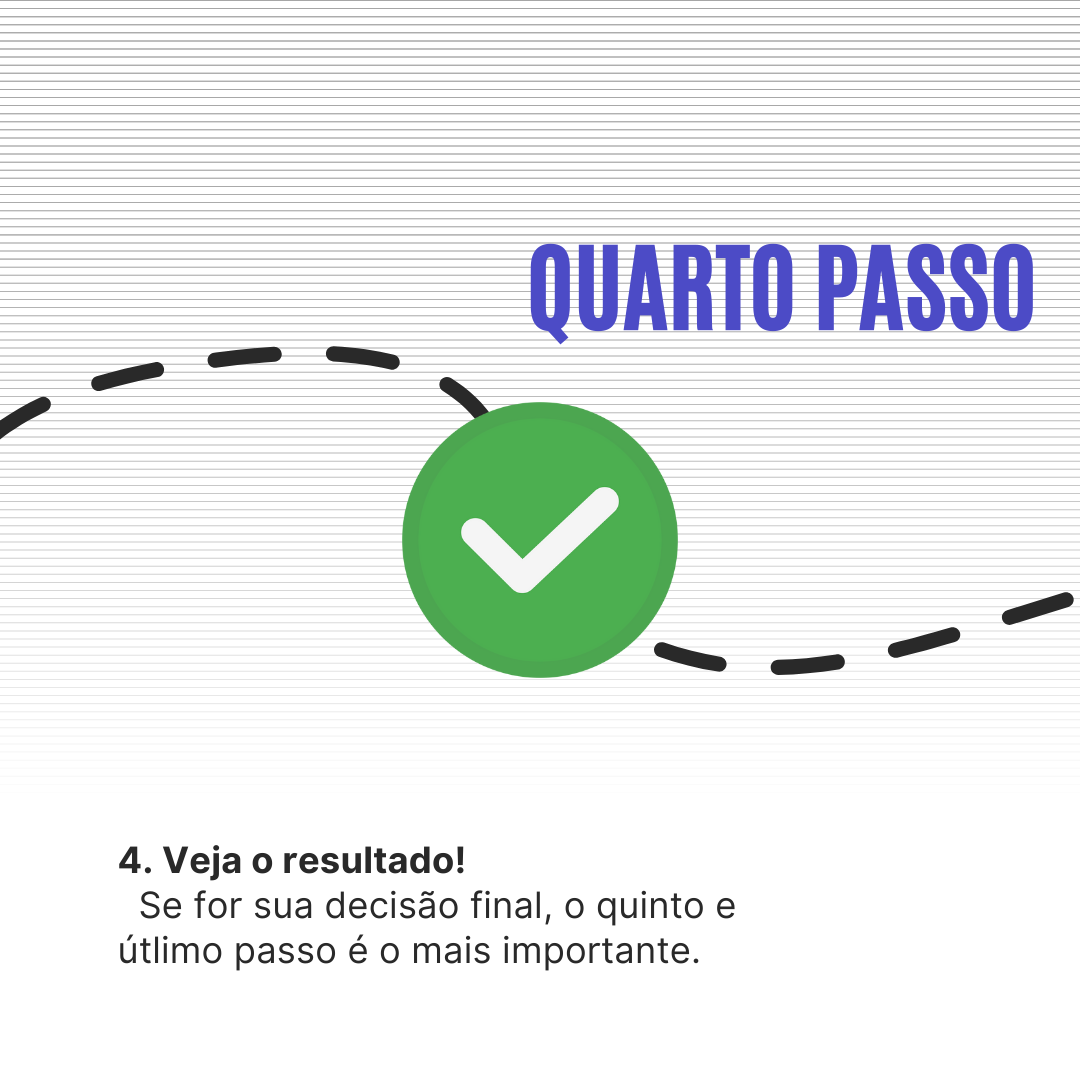 QUARTO PASSO
4. Veja o resultado!
Se for sua decisão final, o quinto e
útlimo passo é o mais importante.